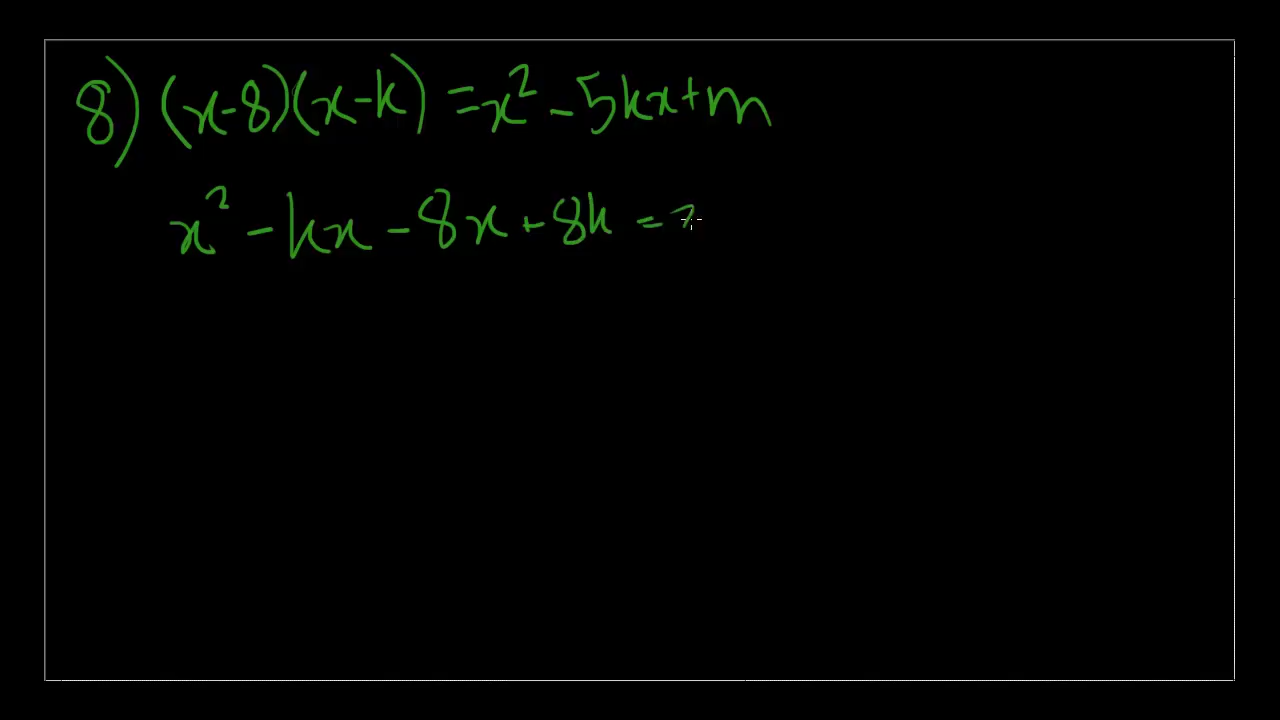 8) (x-8)(x-k) = x² - 5kx + m
x² - kx - 8x + 8k =